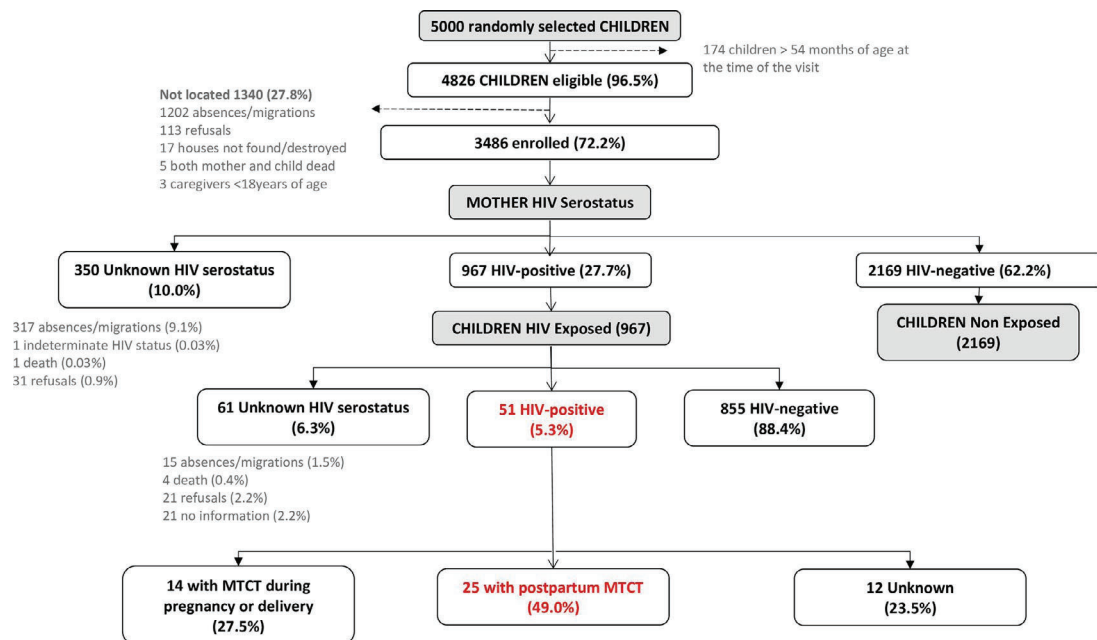 5000 randomly selected CHILDREN
174 children > 54 months of age at
the time of the visit
4826 CHILDREN eligible (96.5%)
Not located 1340 (27.8%)
1202 absences/migrations
113 refusals
17 houses not found/destroyed
5 both mother and child dead
3 caregivers <18years of age
3486 enrolled (72.2%)
MOTHER HIV Serostatus
350 Unknown HIV serostatus
(10.0%)
967 HIV-positive (27.7%)
2169 HIV-negative (62.2%)
317 absences/migrations (9.1%)
1 indeterminate HIV status (0.03%)
1 death (0.03%)
31 refusals (0.9%)
CHILDREN HIV Exposed (967)
CHILDREN Non Exposed
(2169)
61 Unknown HIV serostatus
(6.3%)
51 HIV-positive
(5.3%)
855 HIV-negative
(88.4%)
15 absences/migrations (1.5%)
4 death (0.4%)
21 refusals (2.2%)
21 no information (2.2%)
14 with MTCT during
pregnancy or delivery
(27.5%)
25 with postpartum MTCT
(49.0%)
12 Unknown
(23.5%)